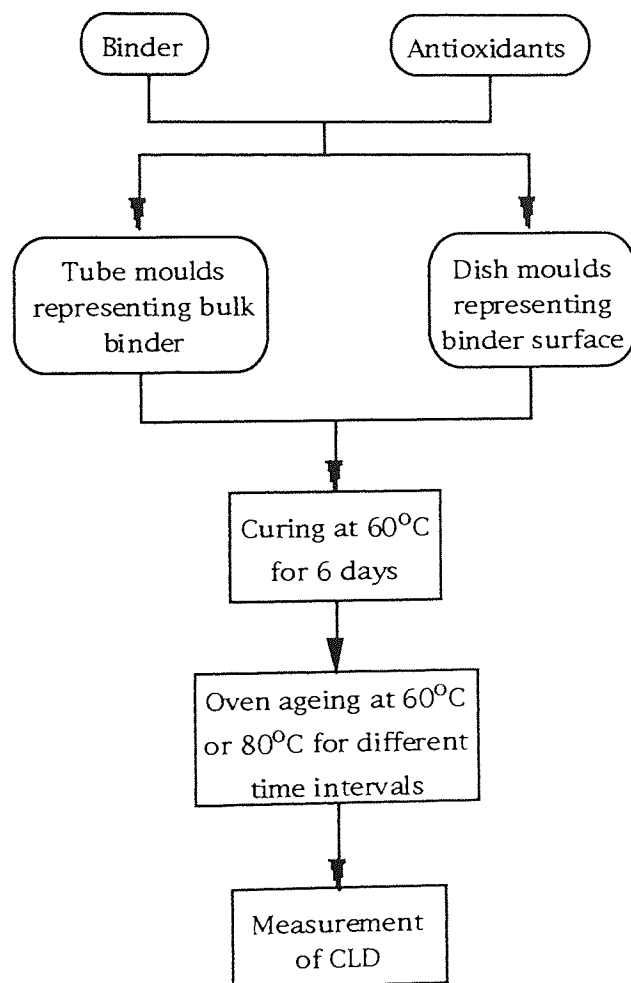 Binder
Antioxidants
Tube moulds
representing bulk
binder
Dish moulds
representing
binder surface
Curing at 60°C
for 6 days
Oven ageing at 60°C
or 80°C for different
time intervals
Measurement
of CLD